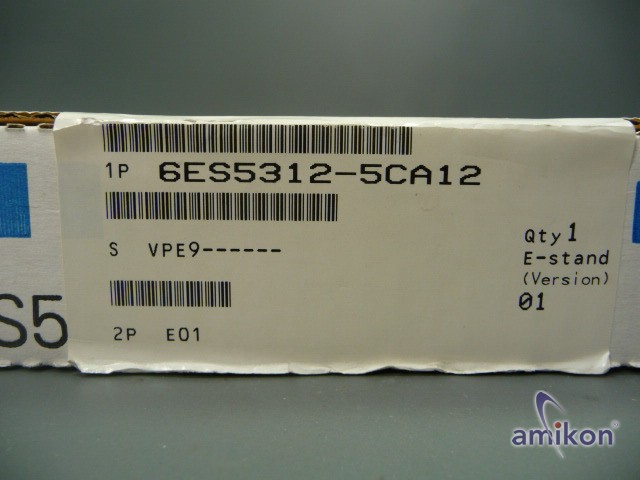 1P 6ES5312-5CA12
S VPE9------
Qty 1
E-stand
(Version)
01
2P E01
S5
amikon®